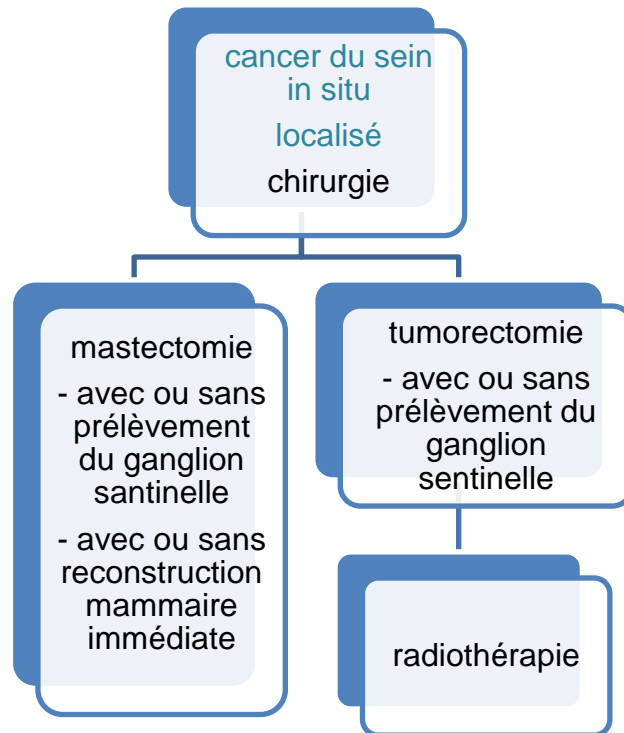 cancer du sein
in situ
localisé
chirurgie
mastectomie
- avec ou sans
prélèvement
du ganglion
santinelle
- avec ou sans
reconstruction
mammaire
immédiate
tumorectomie
- avec ou sans
prélèvement du
ganglion
sentinelle
radiothérapie